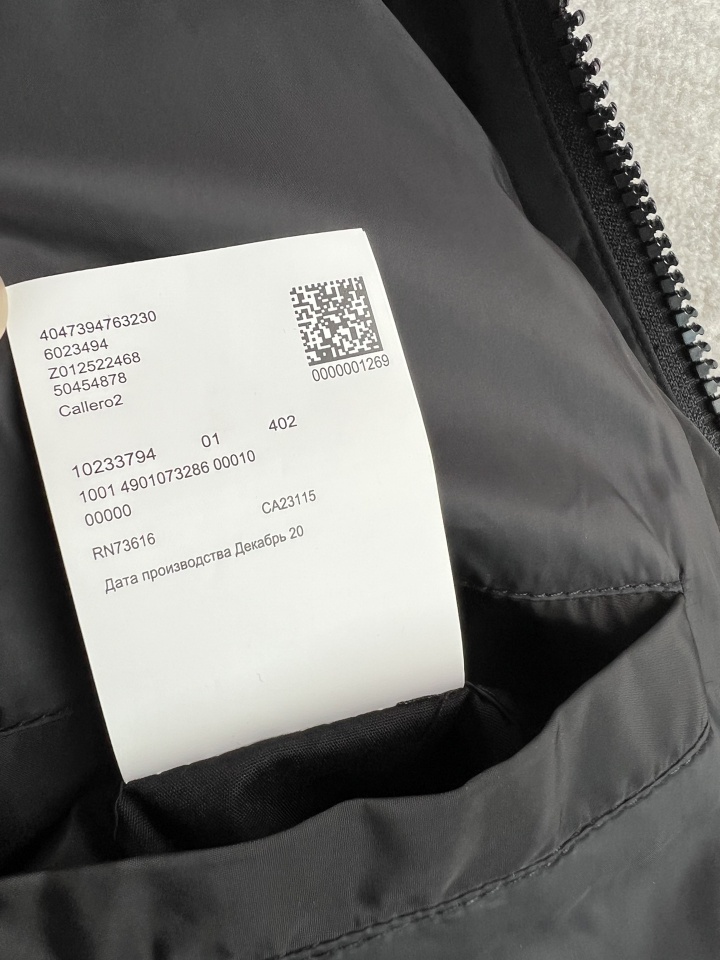 4047394763230
6023494
Z012522468
50454878
Callero2
0000001269
10233794 01 402
1001 4901073286 00010
00000
RN73616 CA23115
Дата производства Декабрь 20